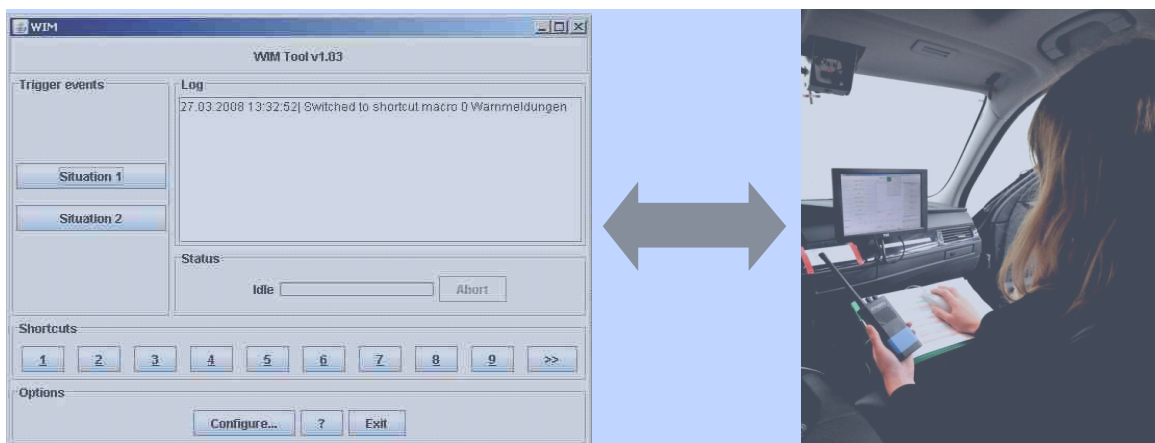 WIM
WIM Tool v1.03
Trigger events
Log
27.03.2008 13:32:52| Switched to shortcut macro 0 Warnmeldungen
Situation 1
Situation 2
Status
Idle
Abort
Shortcuts
1 2 3 4 5 6 7 8 9 >>
Options
Configure... ? Exit